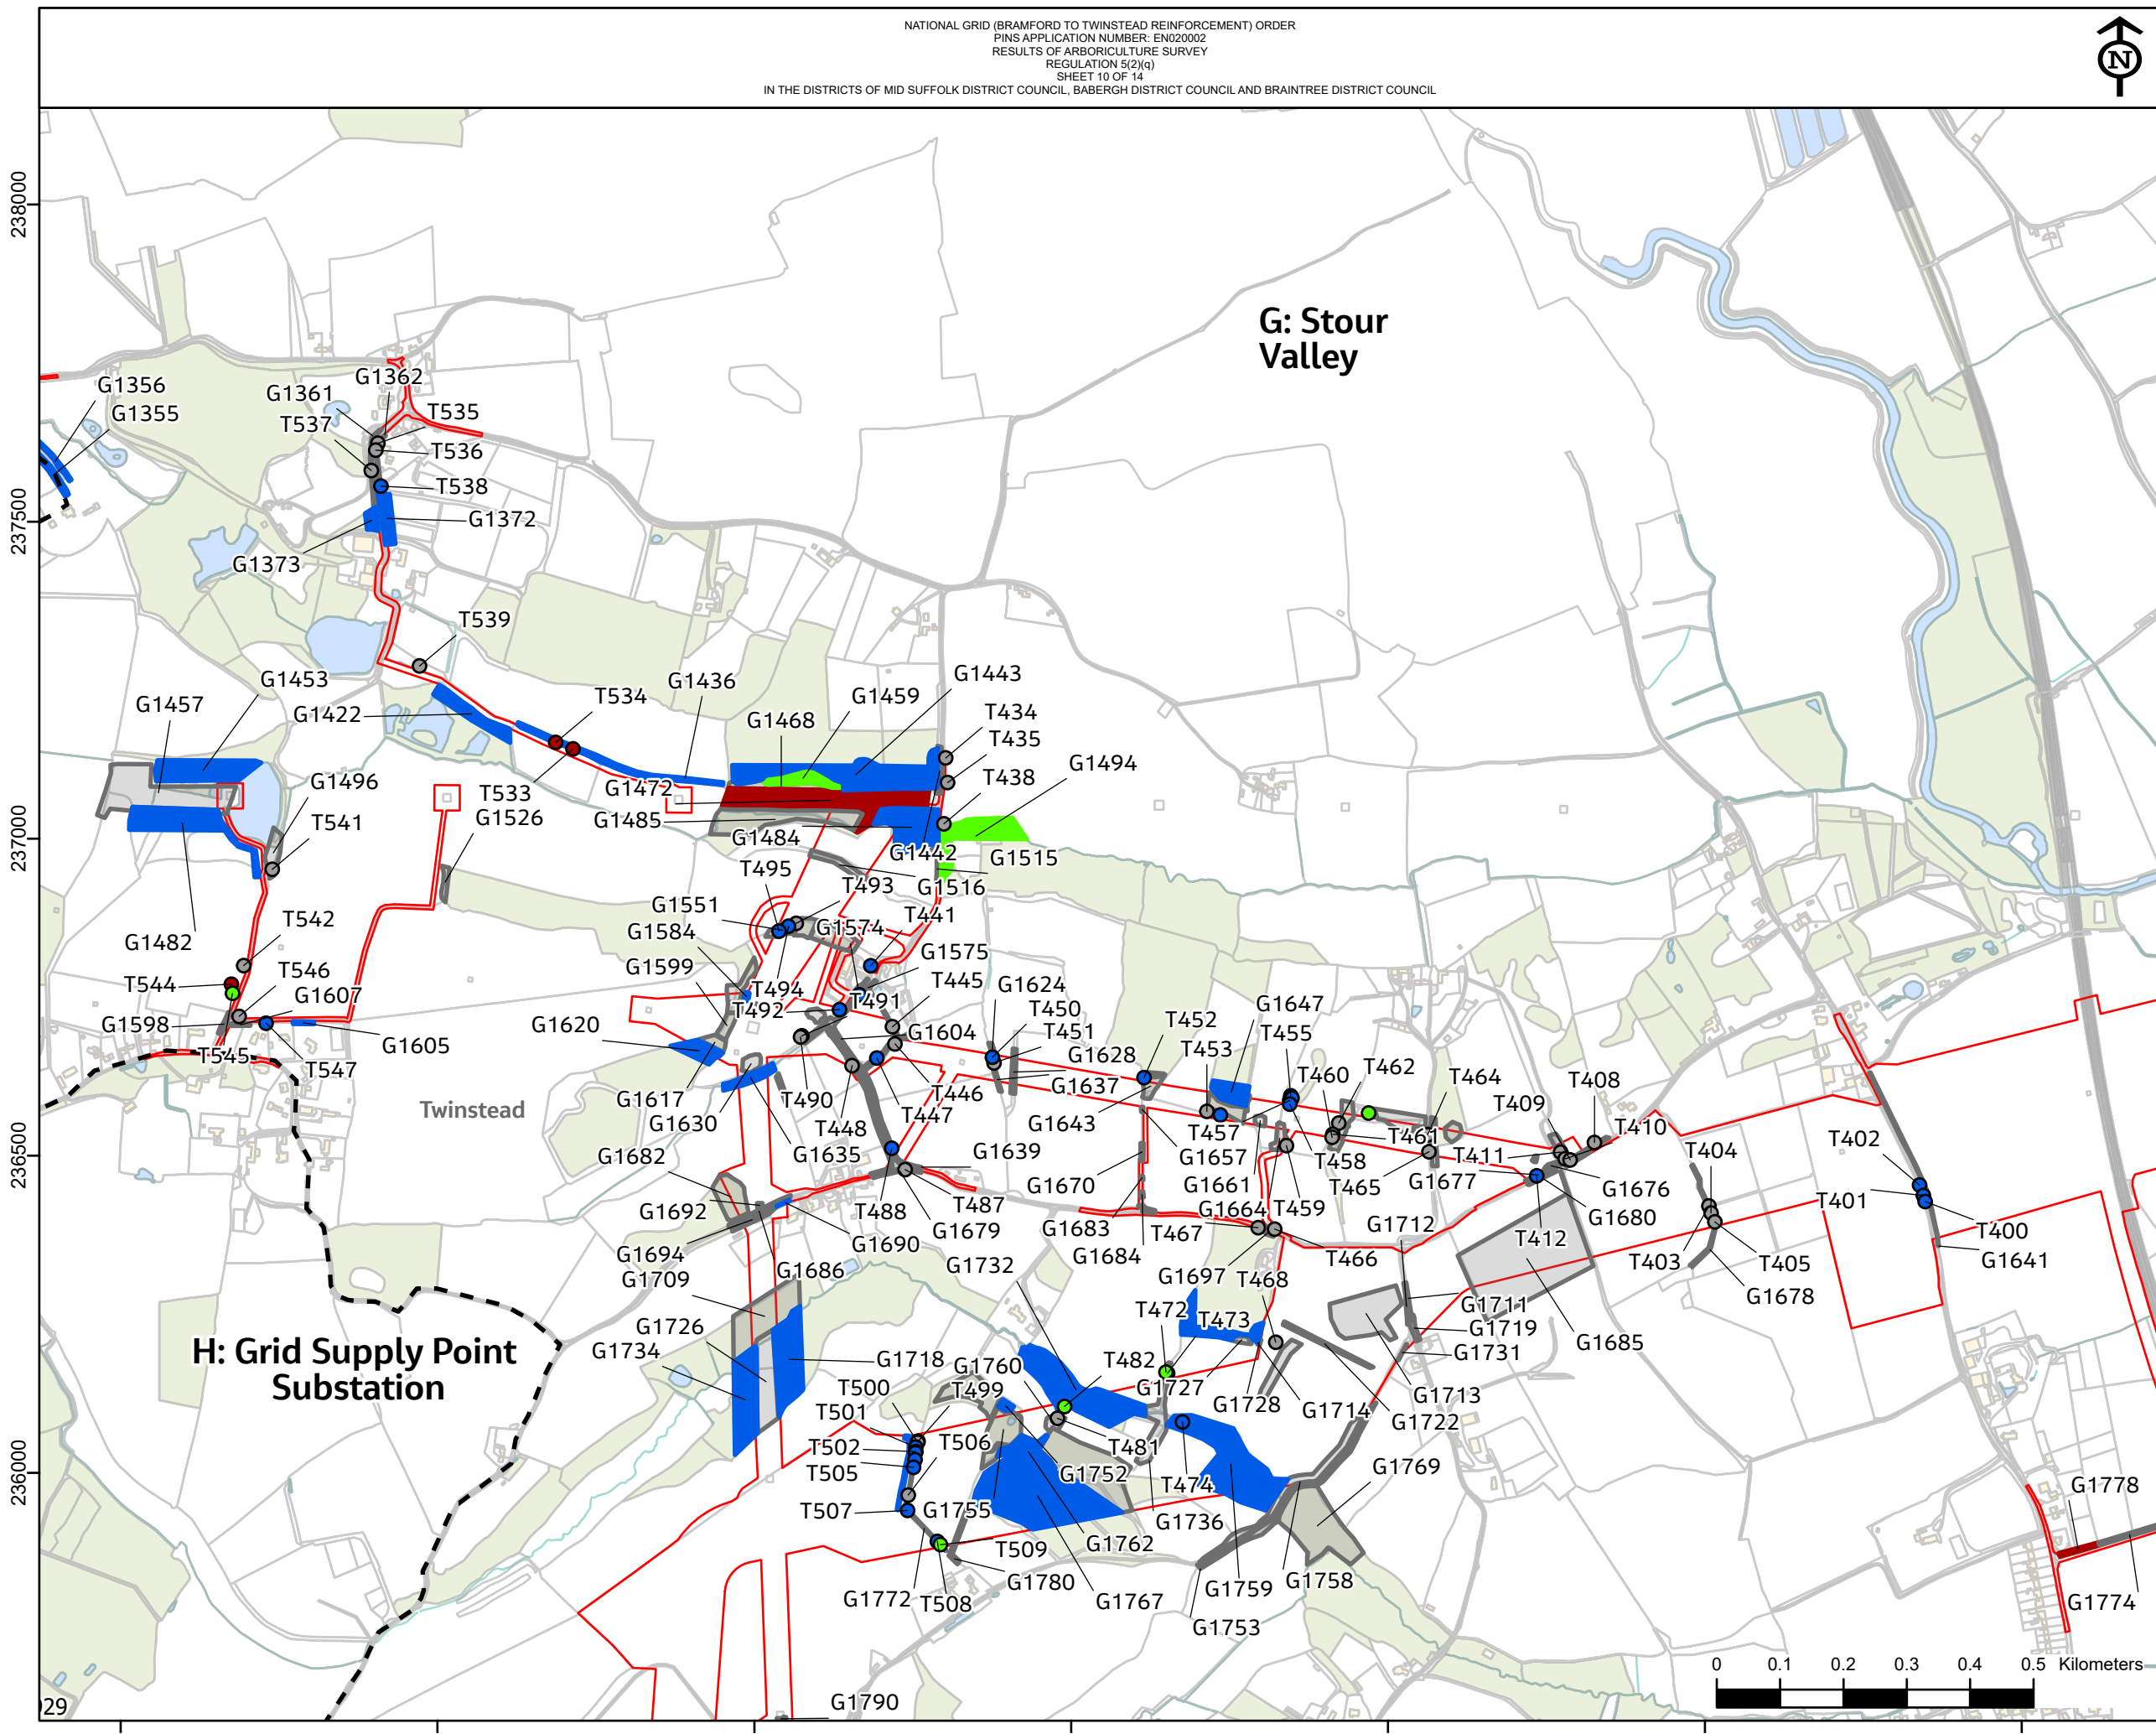 NATIONAL GRID (BRAMFORD TO TWINSTEAD REINFORCEMENT) ORDER
PINS APPLICATION NUMBER: EN020002
RESULTS OF ARBORICULTURE SURVEY
REGULATION 5(2)(q)
SHEET 10 OF 14
IN THE DISTRICTS OF MID SUFFOLK DISTRICT COUNCIL, BABERGH DISTRICT COUNCIL AND BRAINTREE DISTRICT COUNCIL
N
238000
G: Stour
Valley
G1356
G1355
G1362
G1361
T535
T537
T536
T538
237500
G1372
G1373
T539
G1453
G1457
G1422
T534
G1436
G1443
G1459
G1468
T434
T435
T438
G1494
G1496
T533
G1472
G1526
G1485
T541
G1484
G1442
G1515
237000
T495
T493
G1516
G1551
T441
T542
G1574
G1584
G1482
G1575
G1599
T546
T544
G1607
T494
T445
G1624
T491
T492
T450
G1647
G1598
G1605
G1620
G1604
T451
T452
T455
T545
T547
G1628
T453
T462
T460
T464
T408
G1617
T490
T446
G1637
T409
Twinstead
G1630
T447
G1643
T448
T457
T461
T410
T402
G1682
G1635
G1639
G1657
T458
T411
T404
236500
G1670
G1661
T465
G1677
G1676
G1692
T488
T487
G1664
T459
G1680
T401
T400
G1694
G1690
G1679
G1683
T467
G1712
T412
G1684
T466
T403
T405
G1641
G1709
G1686
G1732
G1697
T468
G1678
G1711
G1726
T472
T473
G1719
G1685
H: Grid Supply Point
Substation
G1734
G1718
G1760
T482
G1731
T500
T499
G1727
G1713
T501
G1728
G1714
G1722
T502
T506
T481
T505
G1752
T474
G1769
236000
G1778
T507
G1755
G1736
T509
G1762
G1780
G1772
T508
G1767
G1759
G1758
G1774
G1753
0 0.1 0.2 0.3 0.4 0.5 Kilometers
G1790